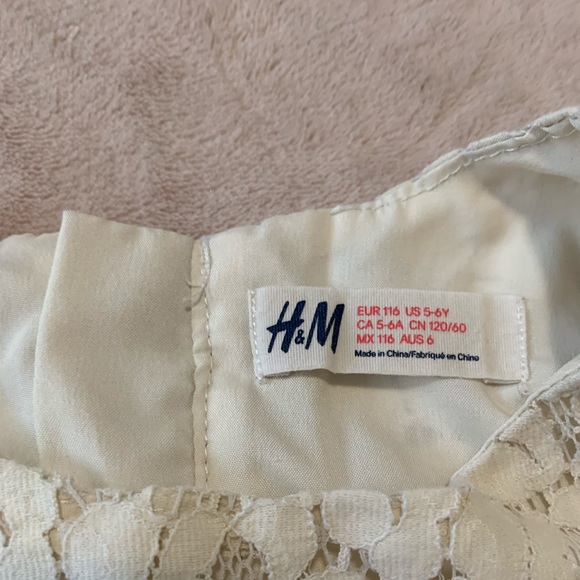 H&M
EUR 116 US 5-6Y
CA 5-6A CN 120/60
MX 116 AUS 6
Made in China/Fabriqué en Chine